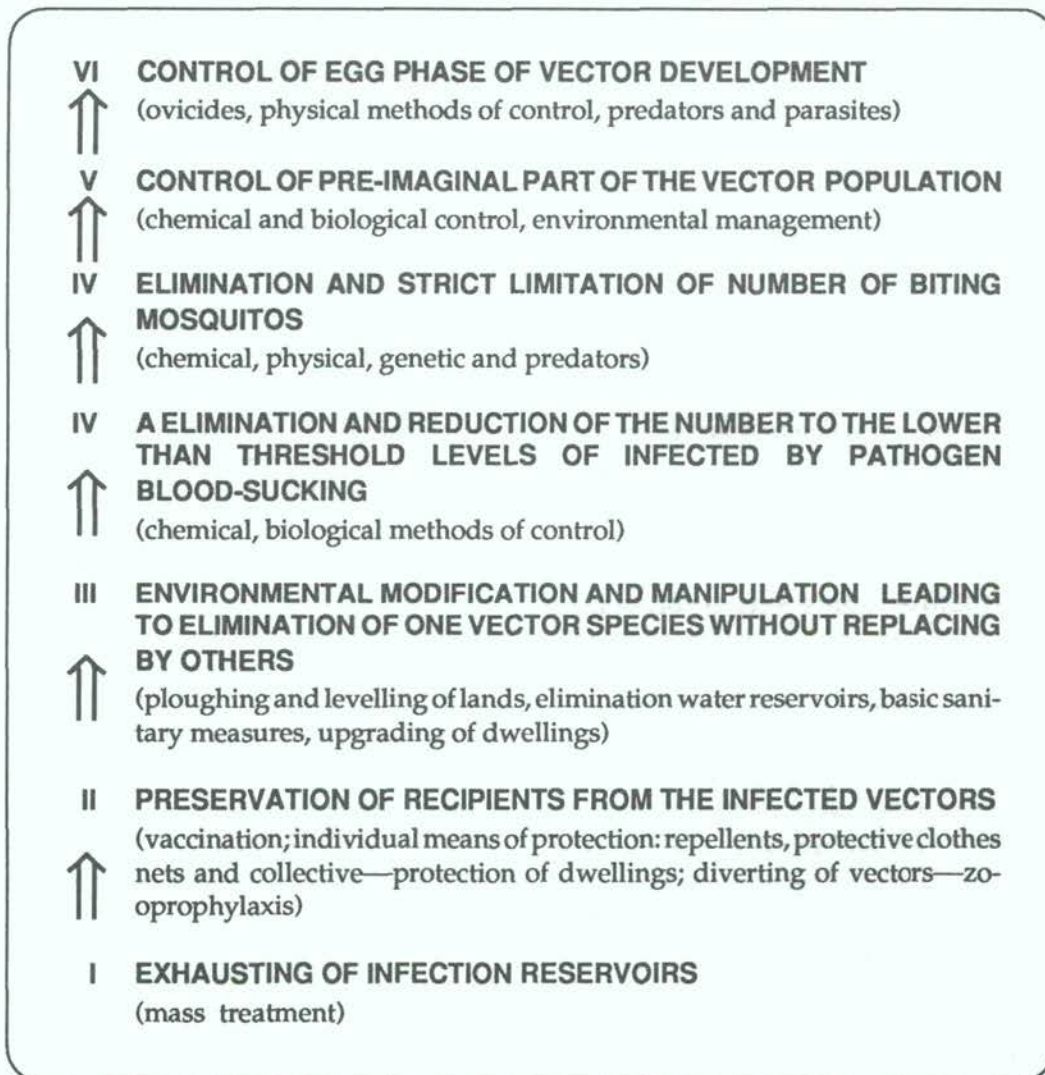 VI CONTROL OF EGG PHASE OF VECTOR DEVELOPMENT
(ovicides, physical methods of control, predators and parasites)
V CONTROL OF PRE-IMAGINAL PART OF THE VECTOR POPULATION
(chemical and biological control, environmental management)
IV ELIMINATION AND STRICT LIMITATION OF NUMBER OF BITING
MOSQUITOS
(chemical, physical, genetic and predators)
IV A ELIMINATION AND REDUCTION OF THE NUMBER TO THE LOWER
THAN THRESHOLD LEVELS OF INFECTED BY PATHOGEN
BLOOD-SUCKING
(chemical, biological methods of control)
III ENVIRONMENTAL MODIFICATION AND MANIPULATION LEADING
TO ELIMINATION OF ONE VECTOR SPECIES WITHOUT REPLACING
BY OTHERS
(ploughing and levelling of lands, elimination water reservoirs, basic sani-
tary measures, upgrading of dwellings)
II PRESERVATION OF RECIPIENTS FROM THE INFECTED VECTORS
(vaccination; individual means of protection: repellents, protective clothes
nets and collective—protection of dwellings; diverting of vectors—zo-
oprophylaxis)
I EXHAUSTING OF INFECTION RESERVOIRS
(mass treatment)